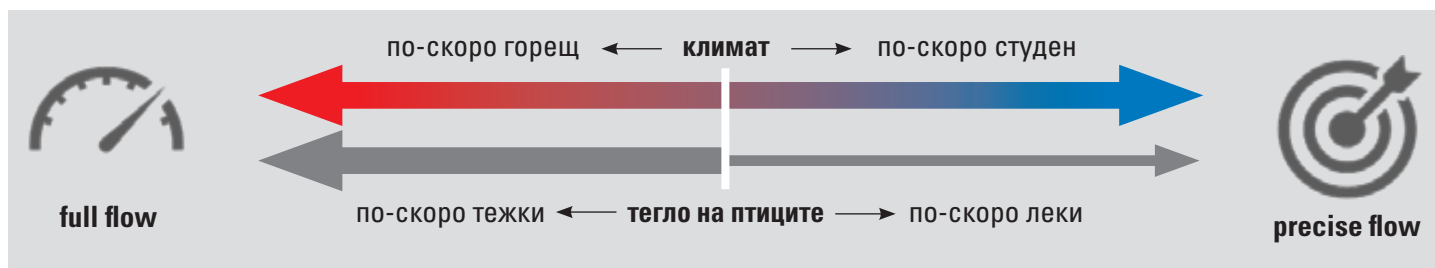 по-скоро горещ ← климат → по-скоро студен
full flow
по-скоро тежки ← тегло на птиците → по-скоро леки
precise flow